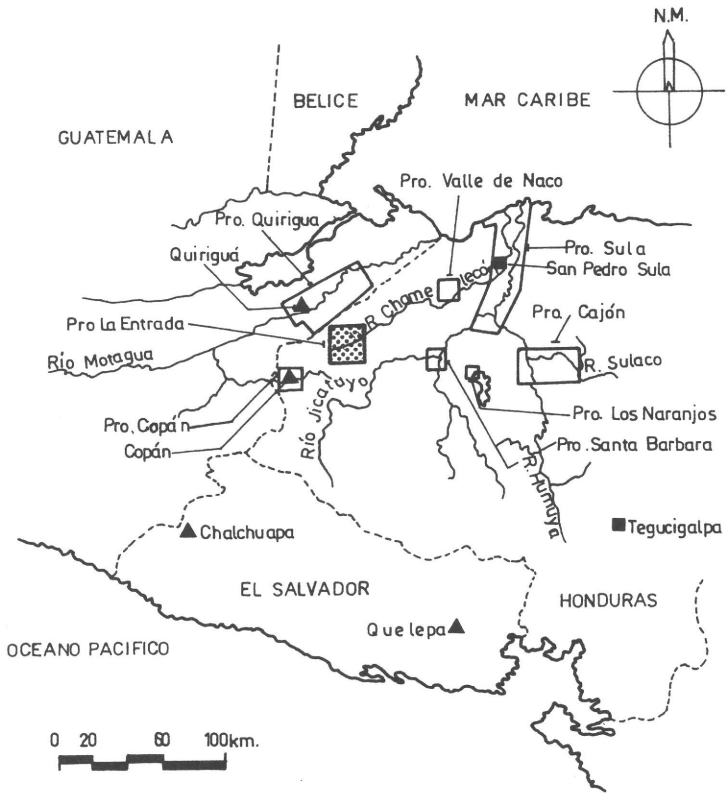 N.M.
BELICE
MAR CARIBE
GUATEMALA
Pro. Valle de Naco
Pro. Quirigua
Quiriguá
Pro. Sula
San Pedro Sula
R. Chamelecó
Pro. Cajón
Pro La Entrada
Río Motagua
R. Sulaco
Río Jicatuyo
Pro. Los Naranjos
Pro. Copán
Copán
Pro. Santa Barbara
R. Humuya
Chalchuapa
Tegucigalpa
EL SALVADOR
HONDURAS
Quelepa
OCEANO PACIFICO
0 20 60 100km.